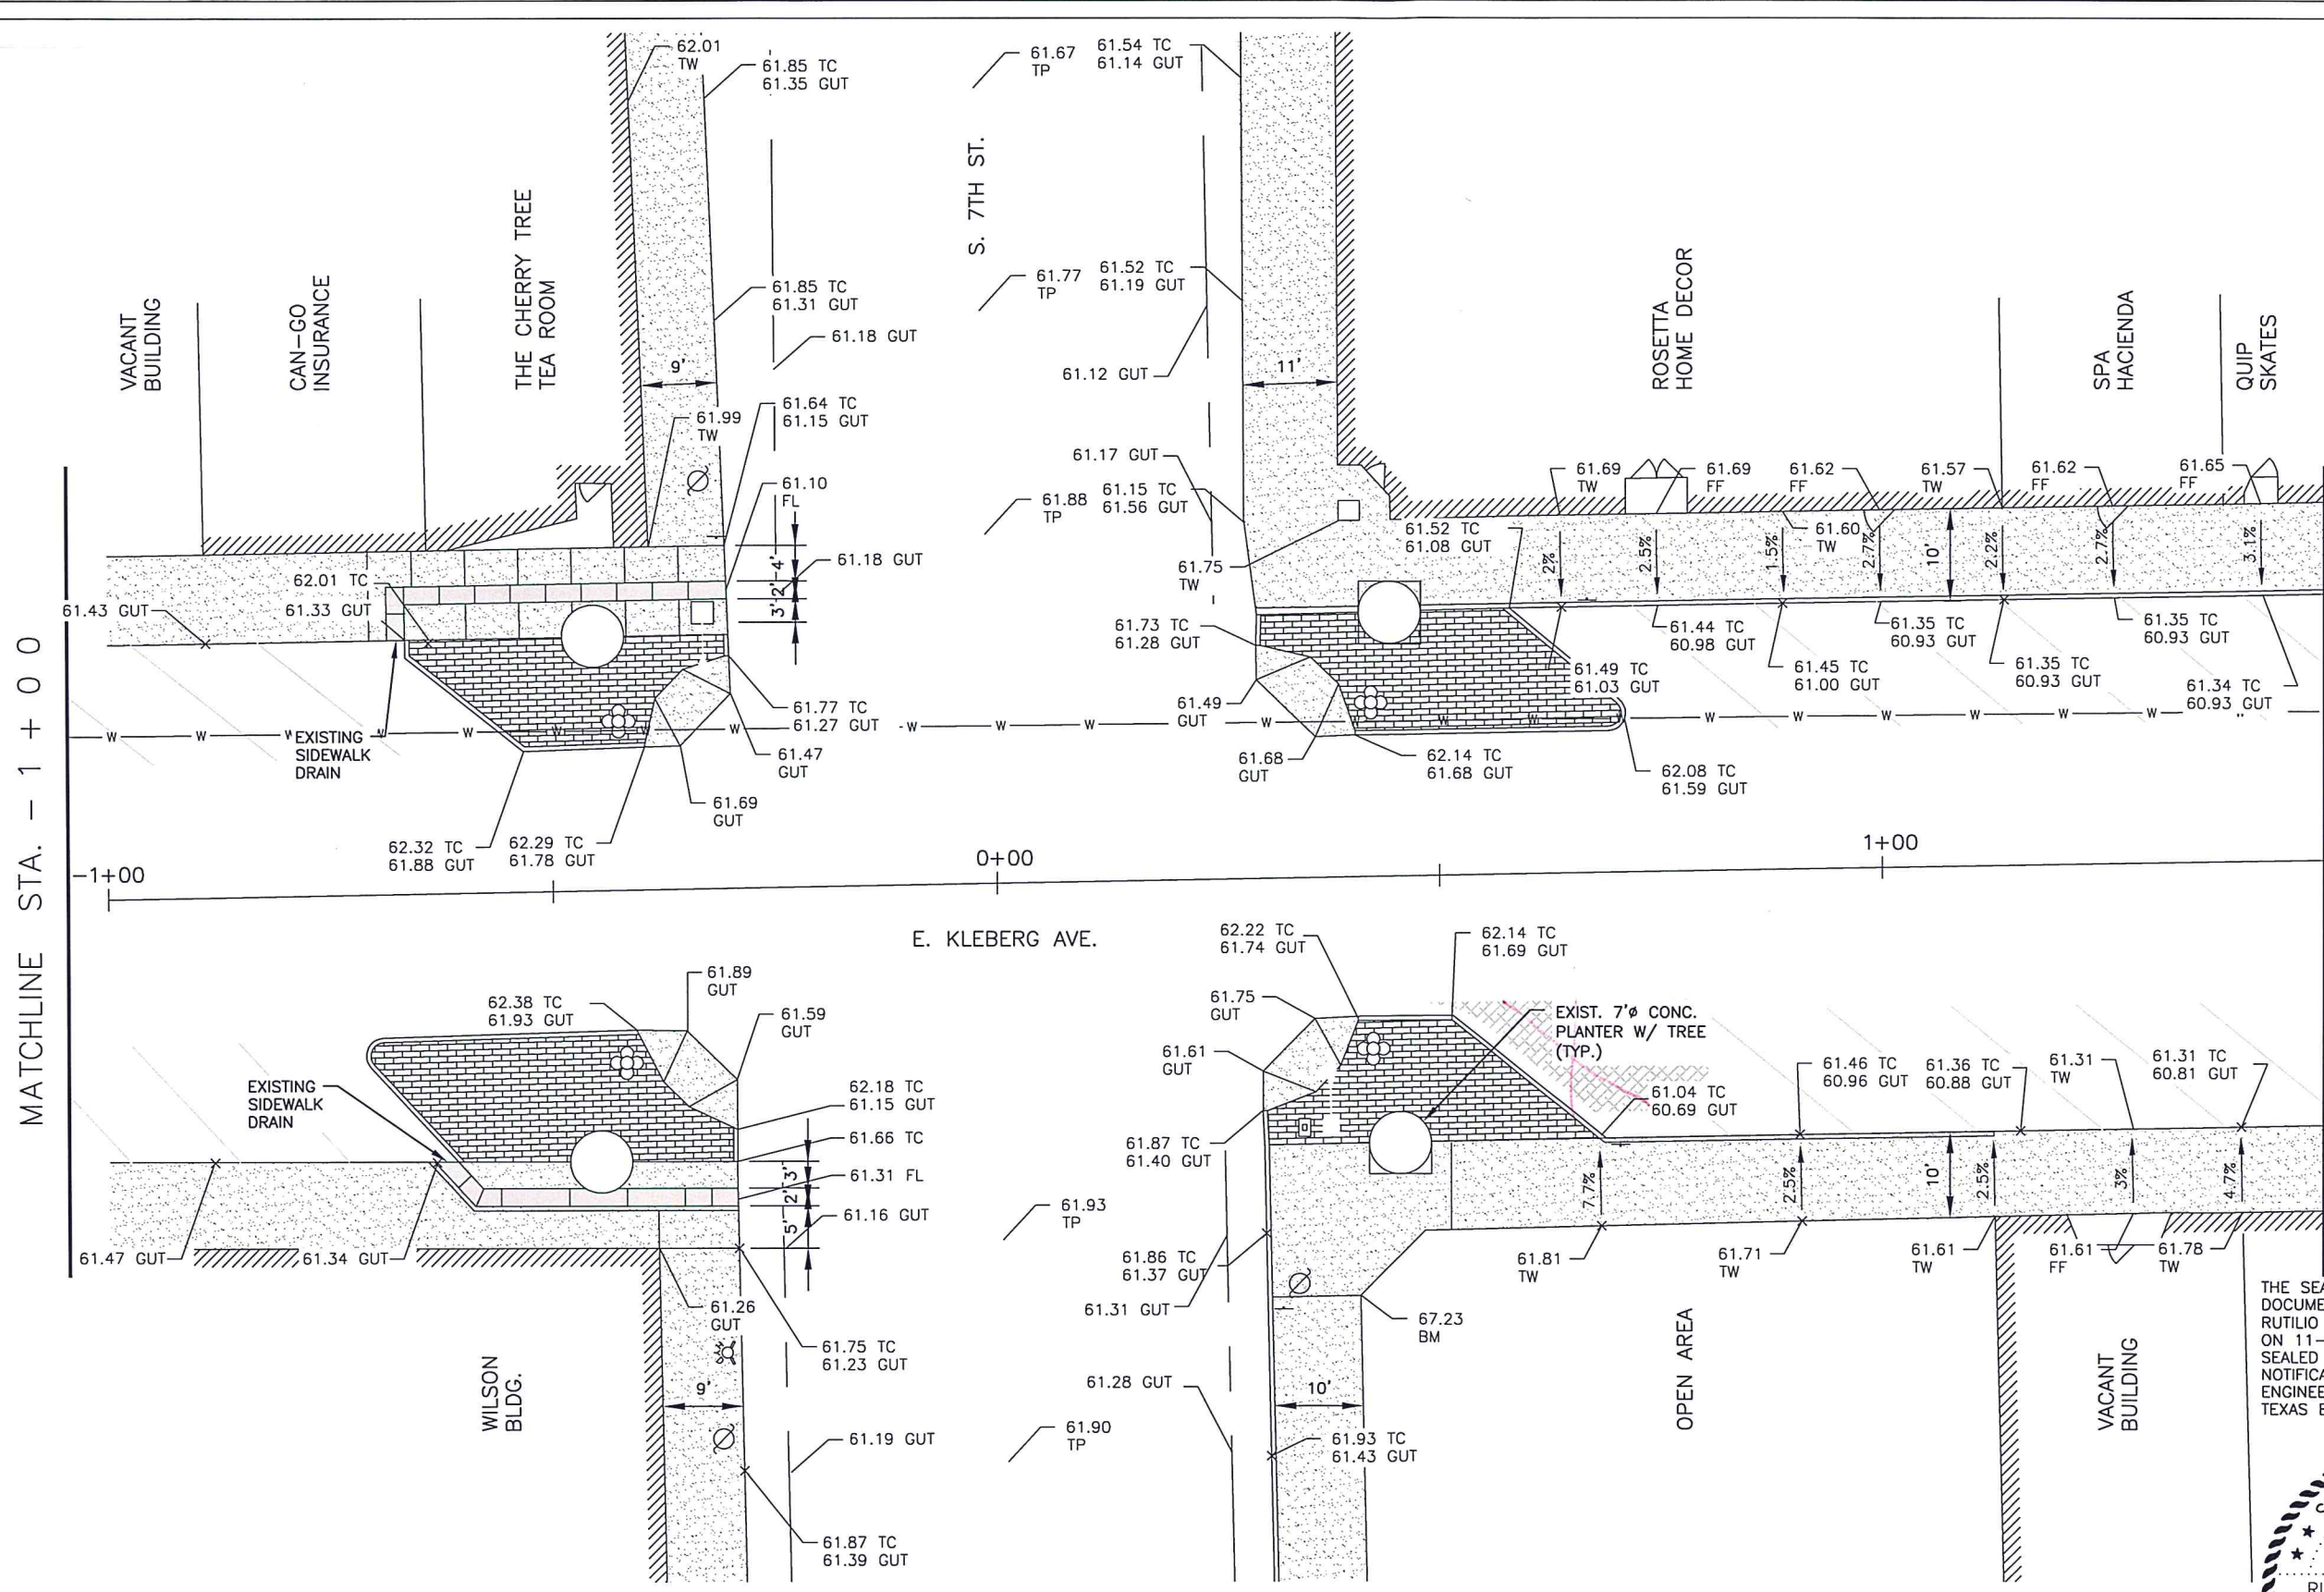 62.01
TW
61.85 TC
61.35 GUT
61.67
TP
61.54 TC
61.14 GUT
S. 7TH ST.
VACANT
BUILDING
CAN-GO
INSURANCE
THE CHERRY TREE
TEA ROOM
61.85 TC
61.31 GUT
61.18 GUT
61.77
TP
61.52 TC
61.19 GUT
61.12 GUT
ROSETTA
HOME DECOR
SPA
HACIENDA
QUIP
SKATES
9'
11'
61.64 TC
61.15 GUT
61.99
TW
61.10
FL
61.17 GUT
61.88
TP
61.15 TC
61.56 GUT
61.69
TW
61.69
FF
61.62
FF
61.57
TW
61.62
FF
61.65
FF
61.52 TC
61.08 GUT
61.60
TW
2%
2.5%
1.5%
2.7%
10'
2.2%
2.7%
3.1%
4'
2'
3'
61.18 GUT
61.75
TW
62.01 TC
61.33 GUT
61.43 GUT
61.73 TC
61.28 GUT
61.44 TC
60.98 GUT
61.35 TC
60.93 GUT
61.35 TC
60.93 GUT
61.49 TC
61.03 GUT
61.45 TC
61.00 GUT
61.35 TC
60.93 GUT
61.34 TC
60.93 GUT
61.77 TC
61.27 GUT
61.49
GUT
W W W W W W W W W W W W W W W W W W W W W W W
EXISTING
SIDEWALK
DRAIN
61.47
GUT
61.68
GUT
62.14 TC
61.68 GUT
62.08 TC
61.59 GUT
61.69
GUT
62.32 TC
61.88 GUT
62.29 TC
61.78 GUT
MATCHLINE STA. -1+00
-1+00
0+00
1+00
E. KLEBERG AVE.
62.22 TC
61.74 GUT
62.14 TC
61.69 GUT
61.89
GUT
62.38 TC
61.93 GUT
61.59
GUT
61.75
GUT
EXIST. 7'ø CONC.
PLANTER W/ TREE
(TYP.)
61.61
GUT
61.46 TC
60.96 GUT
61.36 TC
60.88 GUT
61.31
TW
61.31 TC
60.81 GUT
61.04 TC
60.69 GUT
EXISTING
SIDEWALK
DRAIN
62.18 TC
61.15 GUT
61.66 TC
61.31 FL
61.16 GUT
3'
2'
5'
61.87 TC
61.40 GUT
7.7%
2.5%
10'
2.5%
3%
4.7%
61.93
TP
61.47 GUT
61.34 GUT
61.86 TC
61.37 GUT
61.31 GUT
61.81
TW
61.71
TW
61.61
TW
61.61
FF
61.78
TW
61.26
GUT
67.23
BM
61.75 TC
61.23 GUT
WILSON
BLDG.
9'
61.28 GUT
10'
OPEN AREA
VACANT
BUILDING
61.19 GUT
61.90
TP
61.93 TC
61.43 GUT
61.87 TC
61.39 GUT
THE SEA
DOCUME
RUTILIO
ON 11-
SEALED
NOTIFICA
ENGINEE
TEXAS B